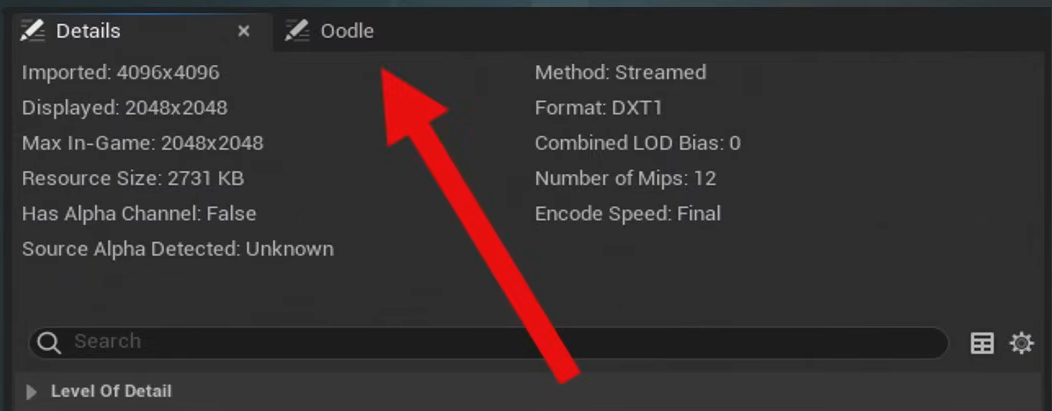 Details
Oodle
Imported: 4096x4096
Method: Streamed
Displayed: 2048x2048
Format: DXT1
Max In-Game: 2048x2048
Combined LOD Bias: 0
Resource Size: 2731 KB
Number of Mips: 12
Has Alpha Channel: False
Encode Speed: Final
Source Alpha Detected: Unknown
Search
Level Of Detail